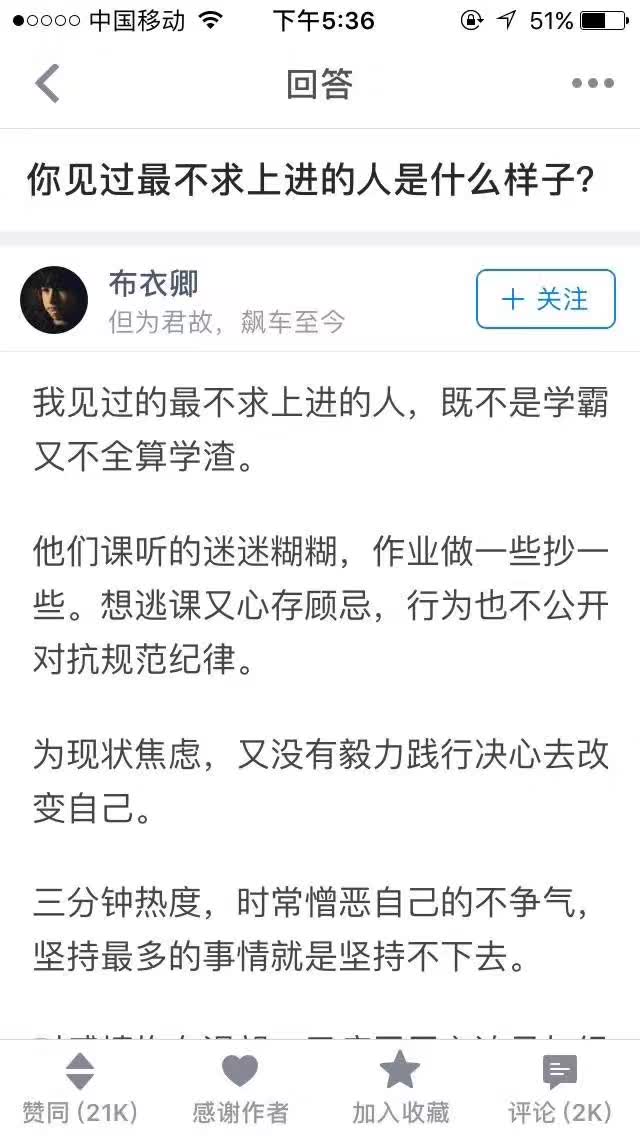 中国移动 下午5:36 51%
回答
你见过最不求上进的人是什么样子?
布衣卿
但为君故，飙车至今
＋ 关注
我见过的最不求上进的人，既不是学霸
又不全算学渣。
他们课听的迷迷糊糊，作业做一些抄一
些。想逃课又心存顾忌，行为也不公开
对抗规范纪律。
为现状焦虑，又没有毅力践行决心去改
变自己。
三分钟热度，时常憎恶自己的不争气，
坚持最多的事情就是坚持不下去。
赞同 (21K) 感谢作者 加入收藏 评论 (2K)